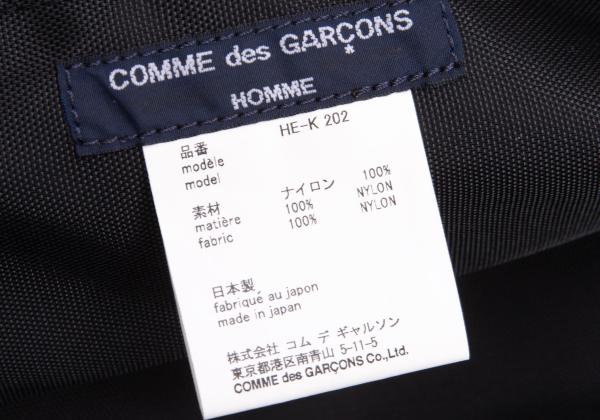 COMME des GARÇONS
HOMME
品番 HE-K 202
modèle
model
素材 ナイロン 100%
matière 100% NYLON
fabric 100% NYLON
日本製
fabriqué au japon
made in japan
株式会社 コム デ ギャルソン
東京都港区南青山 5-11-5
COMME des GARÇONS Co.,Ltd.